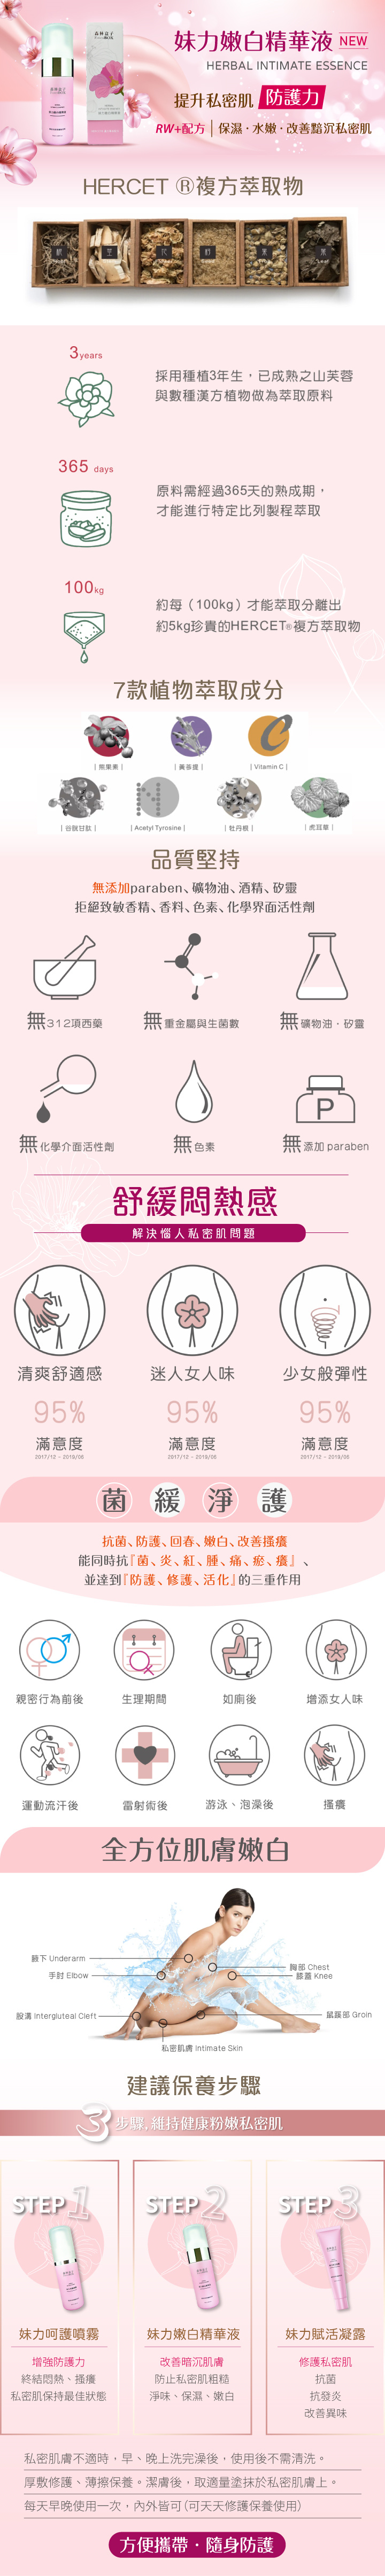 妹力嫩白精華液 NEW
HERBAL INTIMATE ESSENCE
提升私密肌 防護力
RW+配方│保濕·水嫩·改善黯沉私密肌
HERCET ®複方萃取物
3years
採用種植3年生，已成熟之山芙蓉
與數種漢方植物做為萃取原料
365 days
原料需經過365天的熟成期，
才能進行特定比列製程萃取
100kg
約每（100kg）才能萃取分離出
約5kg珍貴的HERCET®複方萃取物
7款植物萃取成分
| 熊果素 | | 黃芩提 | | Vitamin C |
| 谷胱甘肽 | | Acetyl Tyrosine | | 牡丹根 | | 虎耳草 |
品質堅持
無添加paraben、礦物油、酒精、矽靈
拒絕致敏香精、香料、色素、化學界面活性劑
無312項西藥 無重金屬與生菌數 無礦物油、矽靈
P
無化學介面活性劑 無色素 無添加 paraben
舒緩悶熱感
解決惱人私密肌問題
清爽舒適感 迷人女人味 少女般彈性
95% 95% 95%
滿意度 滿意度 滿意度
菌 緩 淨 護
抗菌、防護、回春、嫩白、改善搔癢
能同時抗『菌、炎、紅、腫、痛、瘀、癢』、
並達到『防護、修護、活化』的三重作用
親密行為前後 生理期間 如廁後 增添女人味
運動流汗後 雷射術後 游泳、泡澡後 搔癢
全方位肌膚嫩白
腋下 Underarm
胸部 Chest
手肘 Elbow
膝蓋 Knee
股溝 Intergluteal Cleft
鼠蹊部 Groin
私密肌膚 Intimate Skin
建議保養步驟
3步驟,維持健康粉嫩私密肌
STEP1 STEP2 STEP3
妹力呵護噴霧 妹力嫩白精華液 妹力賦活凝露
增強防護力 改善暗沉肌膚 修護私密肌
終結悶熱、搔癢 防止私密肌粗糙 抗菌
私密肌保持最佳狀態 淨味、保濕、嫩白 抗發炎
改善異味
私密肌膚不適時，早、晚上洗完澡後，使用後不需清洗。
厚敷修護、薄擦保養。潔膚後，取適量塗抹於私密肌膚上。
每天早晚使用一次，內外皆可(可天天修護保養使用)
方便攜帶·隨身防護